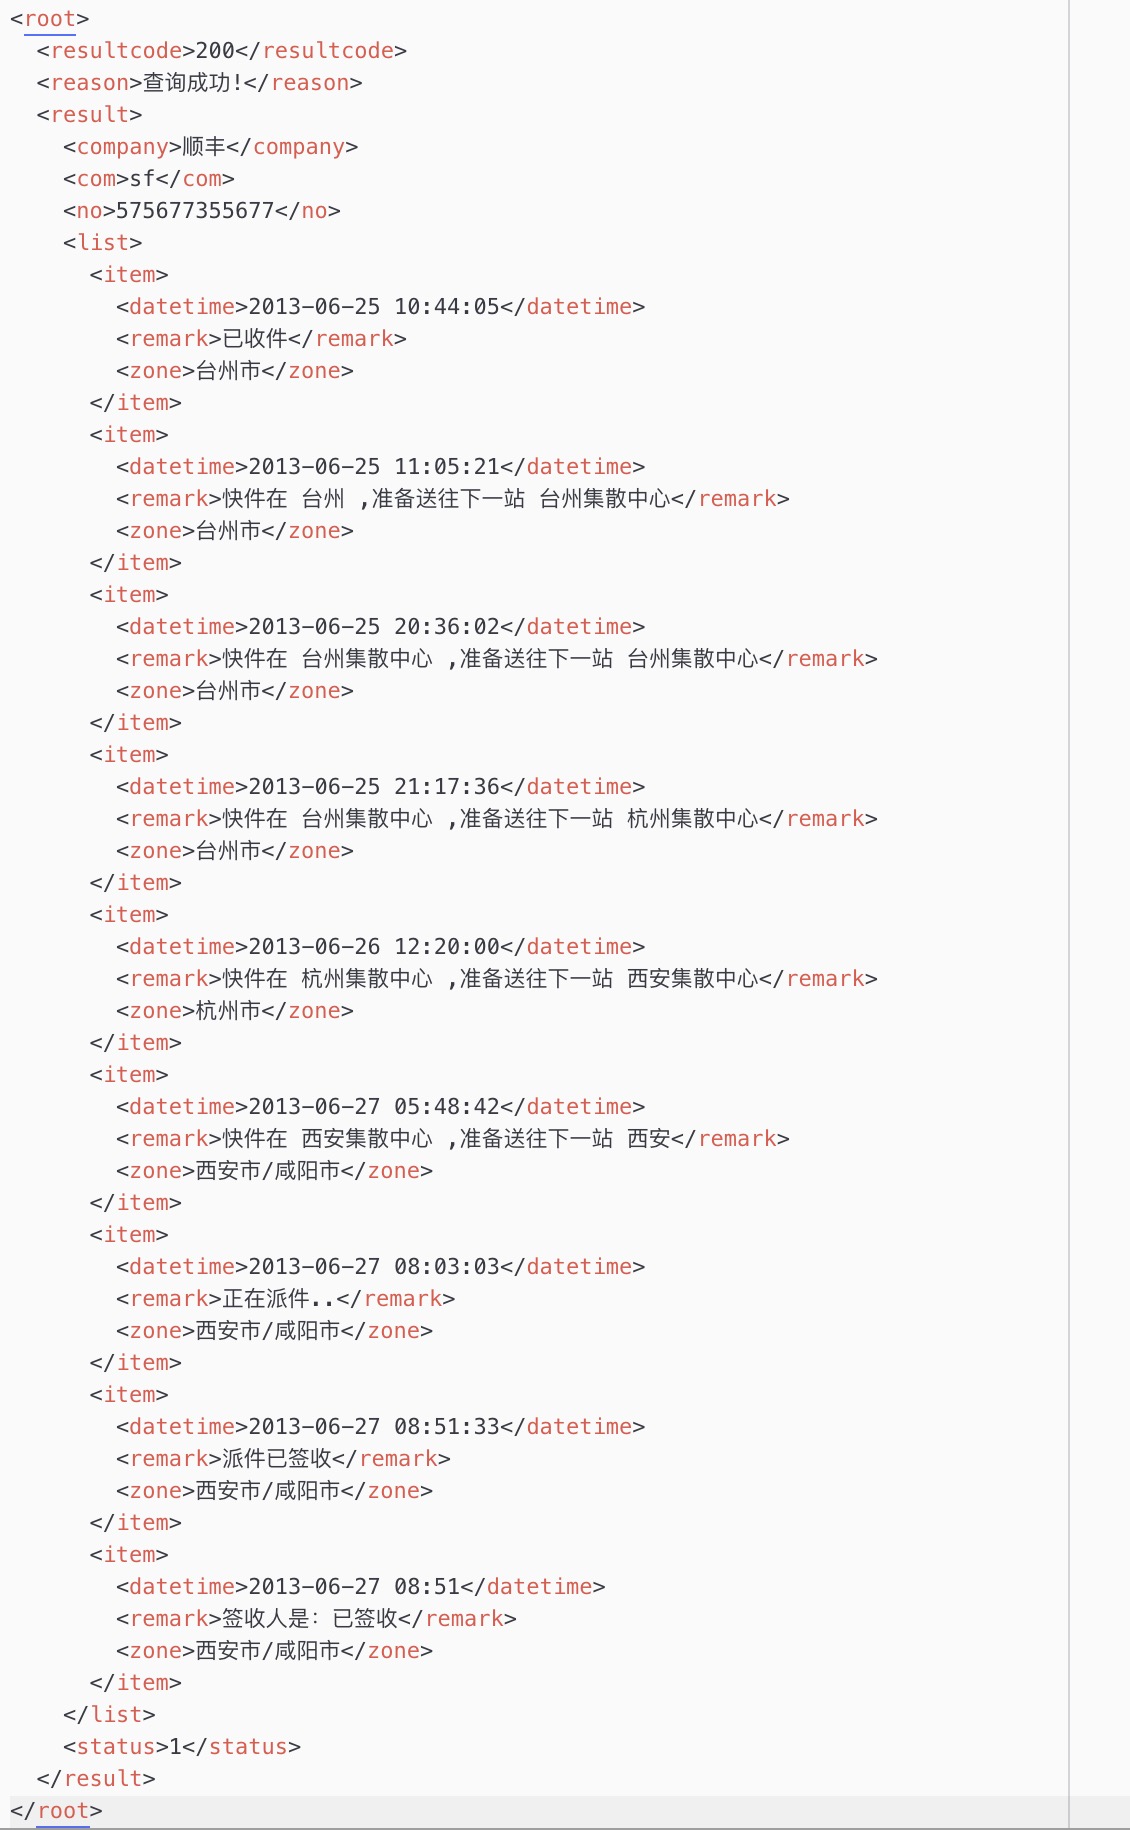 <root>
<resultcode>200</resultcode>
<reason>查询成功!</reason>
<result>
<company>顺丰</company>
<com>sf</com>
<no>575677355677</no>
<list>
<item>
<datetime>2013-06-25 10:44:05</datetime>
<remark>已收件</remark>
<zone>台州市</zone>
</item>
<item>
<datetime>2013-06-25 11:05:21</datetime>
<remark>快件在 台州 ,准备送往下一站 台州集散中心</remark>
<zone>台州市</zone>
</item>
<item>
<datetime>2013-06-25 20:36:02</datetime>
<remark>快件在 台州集散中心 ,准备送往下一站 台州集散中心</remark>
<zone>台州市</zone>
</item>
<item>
<datetime>2013-06-25 21:17:36</datetime>
<remark>快件在 台州集散中心 ,准备送往下一站 杭州集散中心</remark>
<zone>台州市</zone>
</item>
<item>
<datetime>2013-06-26 12:20:00</datetime>
<remark>快件在 杭州集散中心 ,准备送往下一站 西安集散中心</remark>
<zone>杭州市</zone>
</item>
<item>
<datetime>2013-06-27 05:48:42</datetime>
<remark>快件在 西安集散中心 ,准备送往下一站 西安</remark>
<zone>西安市/咸阳市</zone>
</item>
<item>
<datetime>2013-06-27 08:03:03</datetime>
<remark>正在派件..</remark>
<zone>西安市/咸阳市</zone>
</item>
<item>
<datetime>2013-06-27 08:51:33</datetime>
<remark>派件已签收</remark>
<zone>西安市/咸阳市</zone>
</item>
<item>
<datetime>2013-06-27 08:51</datetime>
<remark>签收人是：已签收</remark>
<zone>西安市/咸阳市</zone>
</item>
</list>
<status>1</status>
</result>
</root>